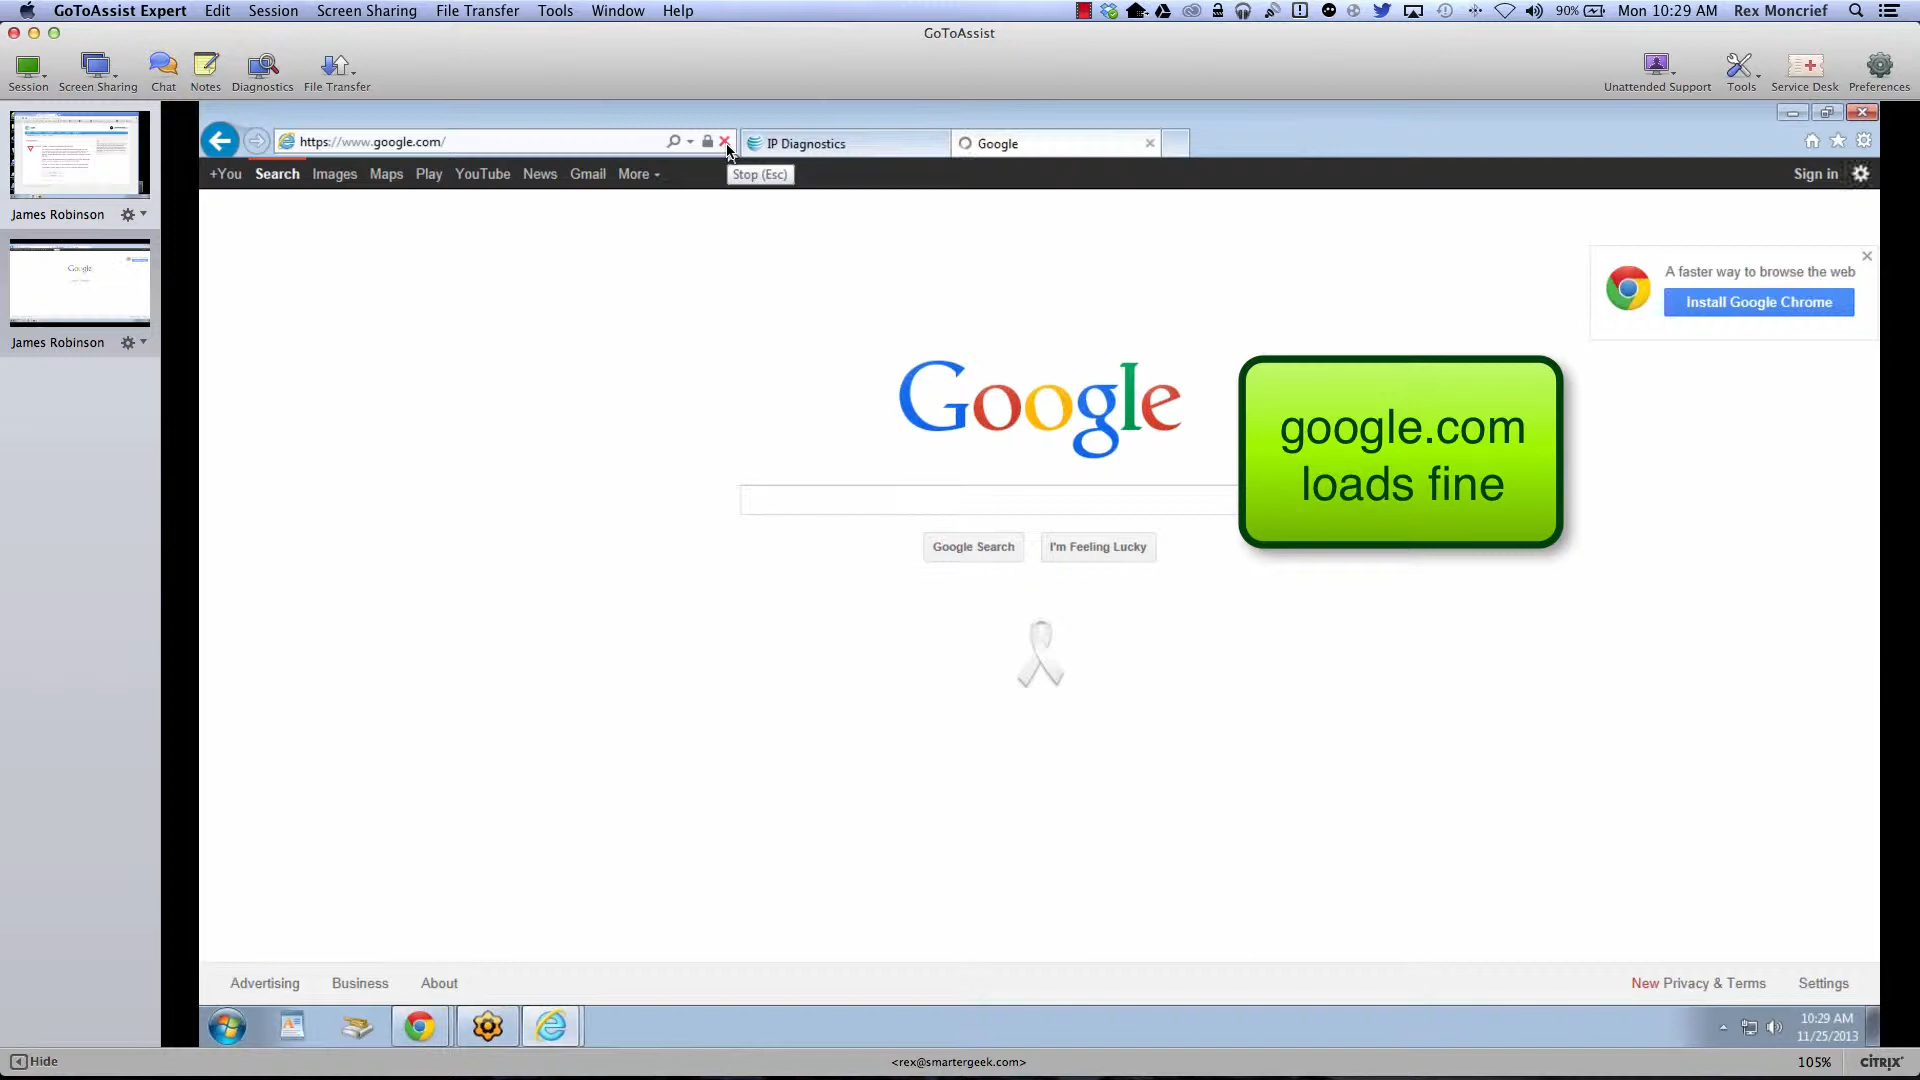 GoToAssist Expert Edit Session Screen Sharing File Transfer Tools Window Help 90% Mon 10:29 AM Rex Moncrief
GoToAssist
Session Screen Sharing Chat Notes Diagnostics File Transfer Unattended Support Tools Service Desk Preferences
https://www.google.com/ IP Diagnostics Google
+You Search Images Maps Play YouTube News Gmail More Sign in
Stop (Esc)
James Robinson
James Robinson
A faster way to browse the web
Install Google Chrome
Google
google.com
loads fine
Google Search I'm Feeling Lucky
Advertising Business About New Privacy & Terms Settings
10:29 AM
11/25/2013
Hide <rex@smartergeek.com> 105% CITRIX